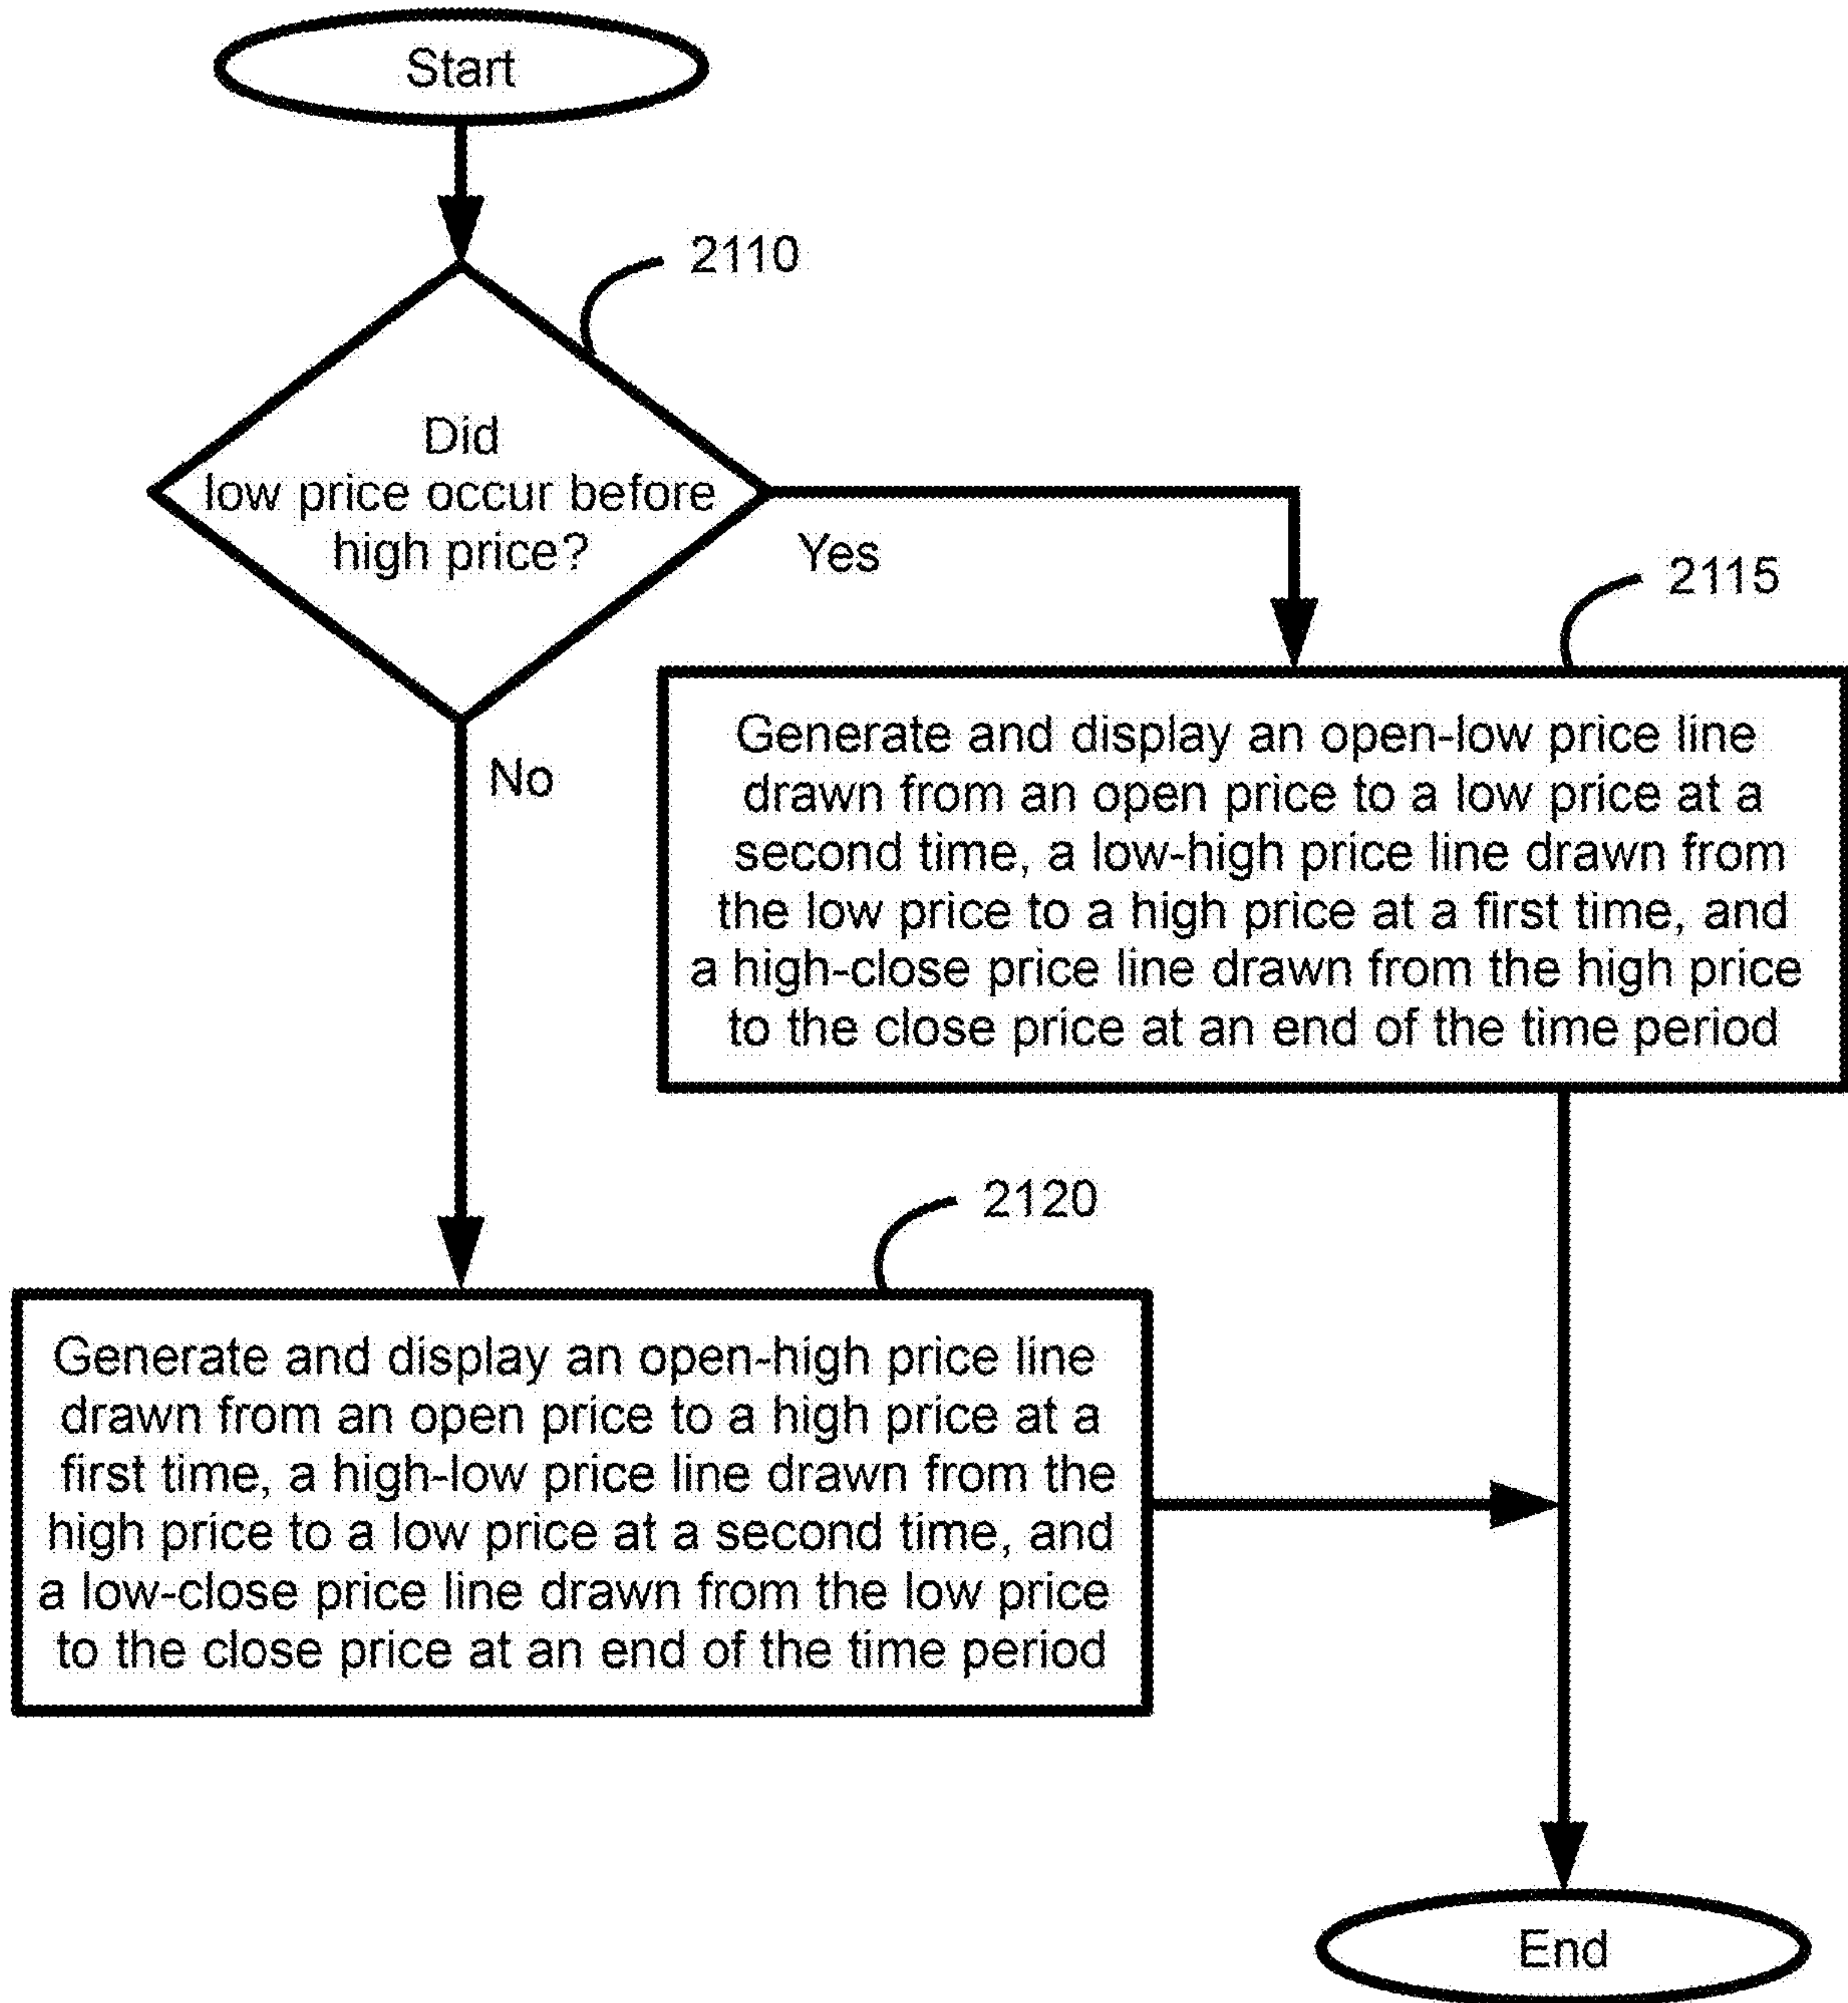 Start
2110
Did
low price occur before
high price?
Yes
2115
Generate and display an open-low price line
drawn from an open price to a low price at a
second time, a low-high price line drawn from
the low price to a high price at a first time, and
a high-close price line drawn from the high price
to the close price at an end of the time period
No
2120
Generate and display an open-high price line
drawn from an open price to a high price at a
first time, a high-low price line drawn from the
high price to a low price at a second time, and
a low-close price line drawn from the low price
to the close price at an end of the time period
End